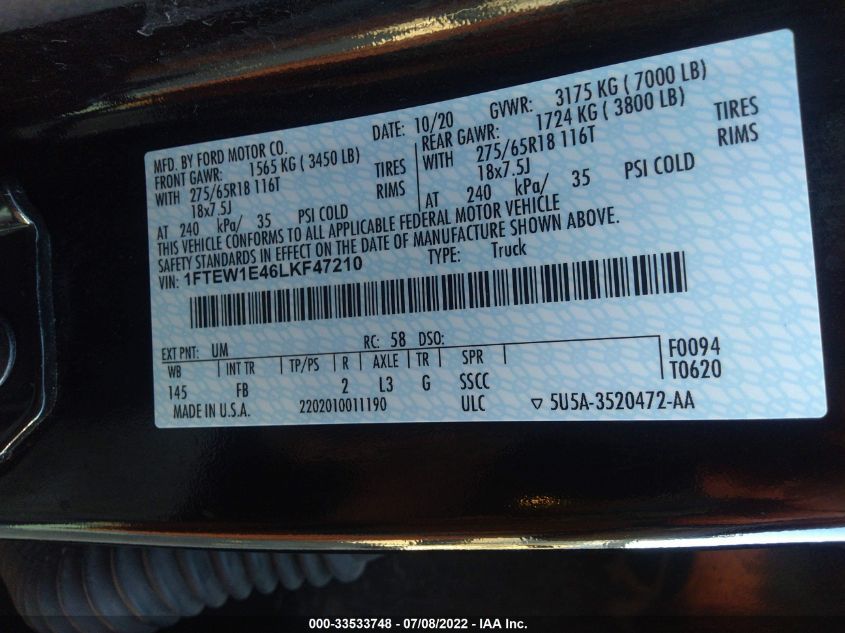 MFD. BY FORD MOTOR CO.
DATE: 10/20 GVWR: 3175 KG ( 7000 LB)
FRONT GAWR: 1565 KG ( 3450 LB)
REAR GAWR: 1724 KG ( 3800 LB)
WITH 275/65R18 116T TIRES
WITH 275/65R18 116T TIRES
18x7.5J RIMS
18x7.5J RIMS
AT 240 kPa/ 35 PSI COLD
AT 240 kPa/ 35 PSI COLD
THIS VEHICLE CONFORMS TO ALL APPLICABLE FEDERAL MOTOR VEHICLE
SAFETY STANDARDS IN EFFECT ON THE DATE OF MANUFACTURE SHOWN ABOVE.
VIN: 1FTEW1E46LKF47210 TYPE: Truck
EXT PNT: UM RC: 58 DSO:
WB INT TR TP/PS R AXLE TR SPR F0094
145 FB 2 L3 G SSCC T0620
MADE IN U.S.A. 2202010011190 ULC ▽ 5U5A-3520472-AA
000-33533748 - 07/08/2022 - IAA Inc.